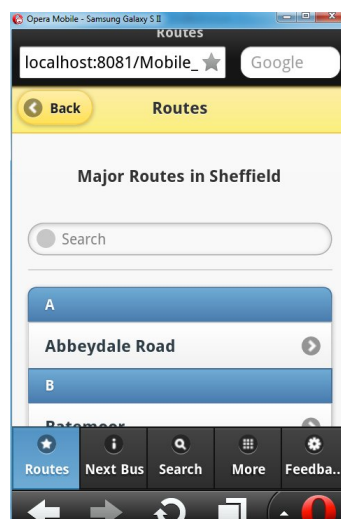 Opera Mobile - Samsung Galaxy S II
Routes
localhost:8081/Mobile_
Google
Back
Routes
Major Routes in Sheffield
Search
A
Abbeydale Road
B
Routes
Next Bus
Search
More
Feedba..